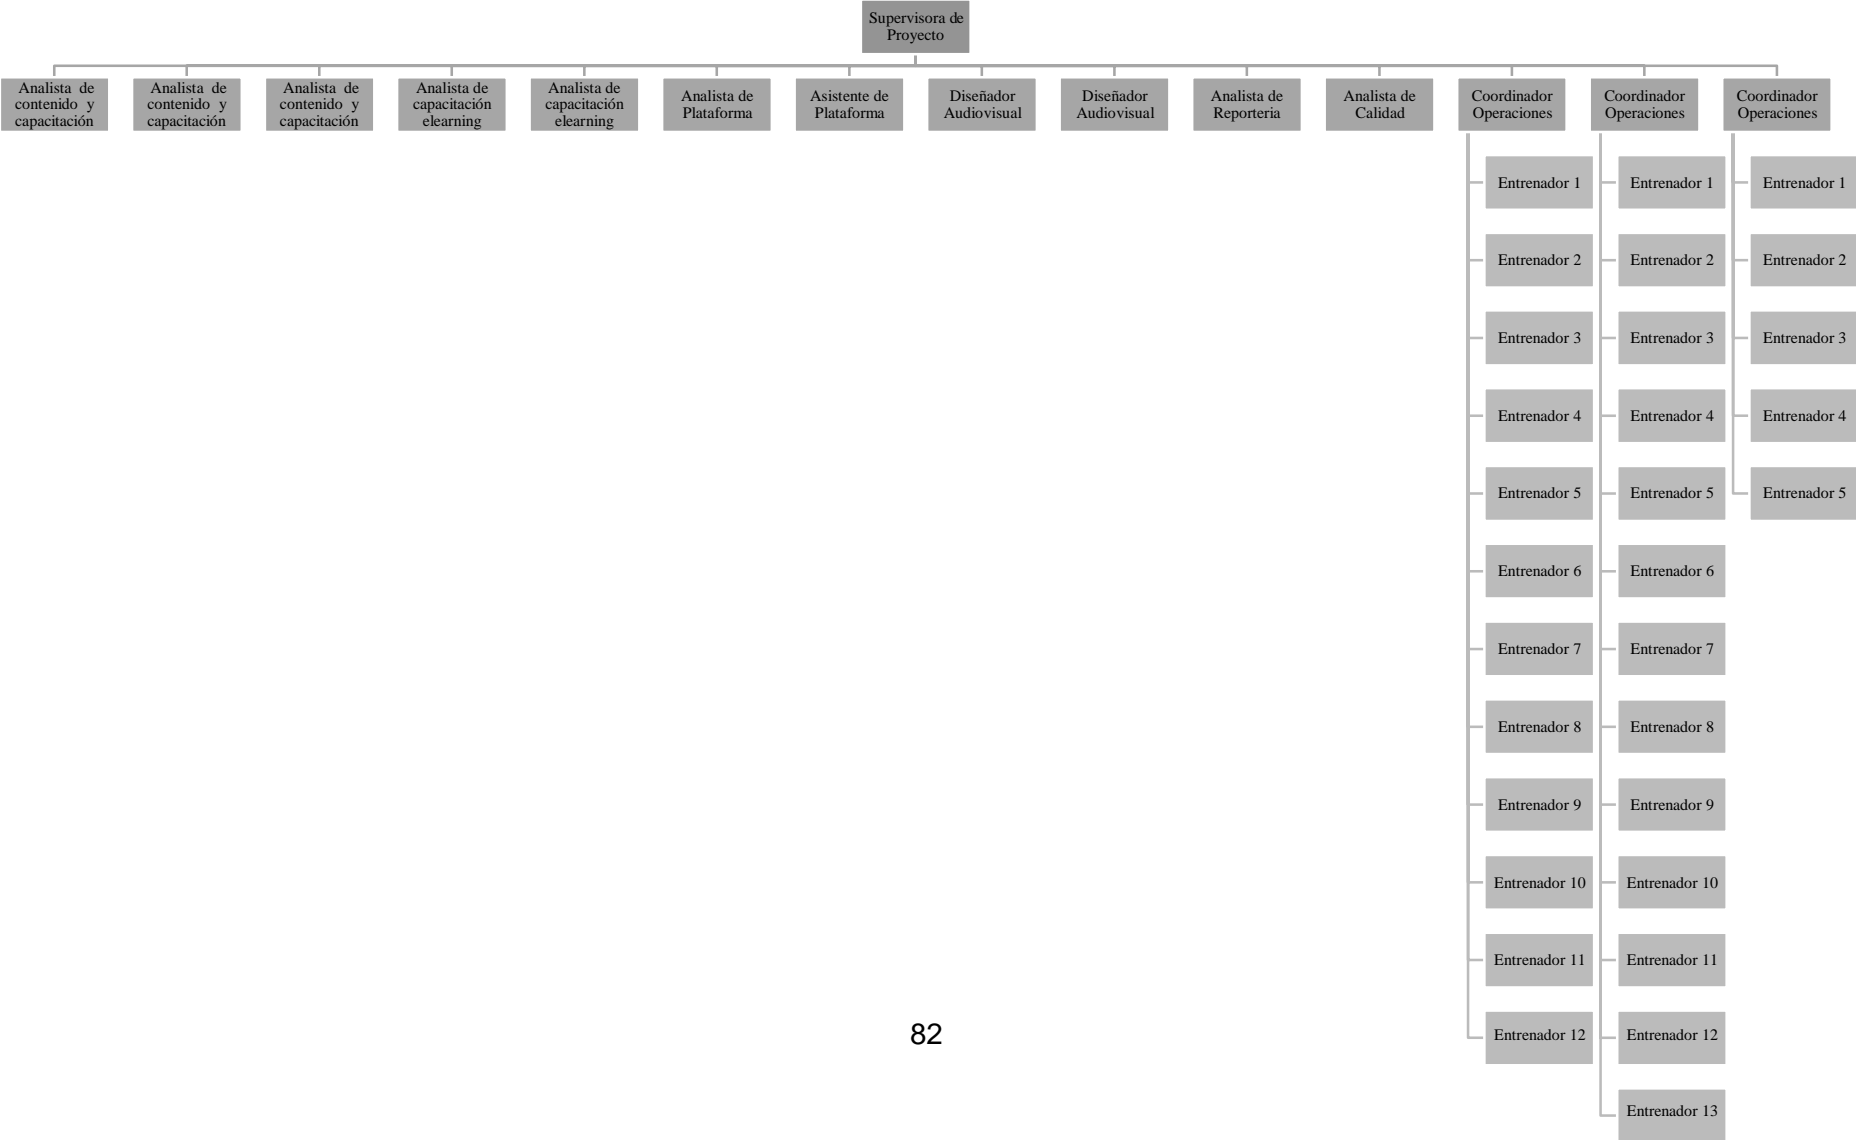 Supervisora de
Proyecto
Analista de
contenido y
capacitación
Analista de
contenido y
capacitación
Analista de
contenido y
capacitación
Analista de
capacitación
elearning
Analista de
capacitación
elearning
Analista de
Plataforma
Asistente de
Plataforma
Diseñador
Audiovisual
Diseñador
Audiovisual
Analista de
Reporteria
Analista de
Calidad
Coordinador
Operaciones
Coordinador
Operaciones
Coordinador
Operaciones
Entrenador 1
Entrenador 2
Entrenador 3
Entrenador 4
Entrenador 5
Entrenador 6
Entrenador 7
Entrenador 8
Entrenador 9
Entrenador 10
Entrenador 11
Entrenador 12
Entrenador 1
Entrenador 2
Entrenador 3
Entrenador 4
Entrenador 5
Entrenador 6
Entrenador 7
Entrenador 8
Entrenador 9
Entrenador 10
Entrenador 11
Entrenador 12
Entrenador 13
Entrenador 1
Entrenador 2
Entrenador 3
Entrenador 4
Entrenador 5
82